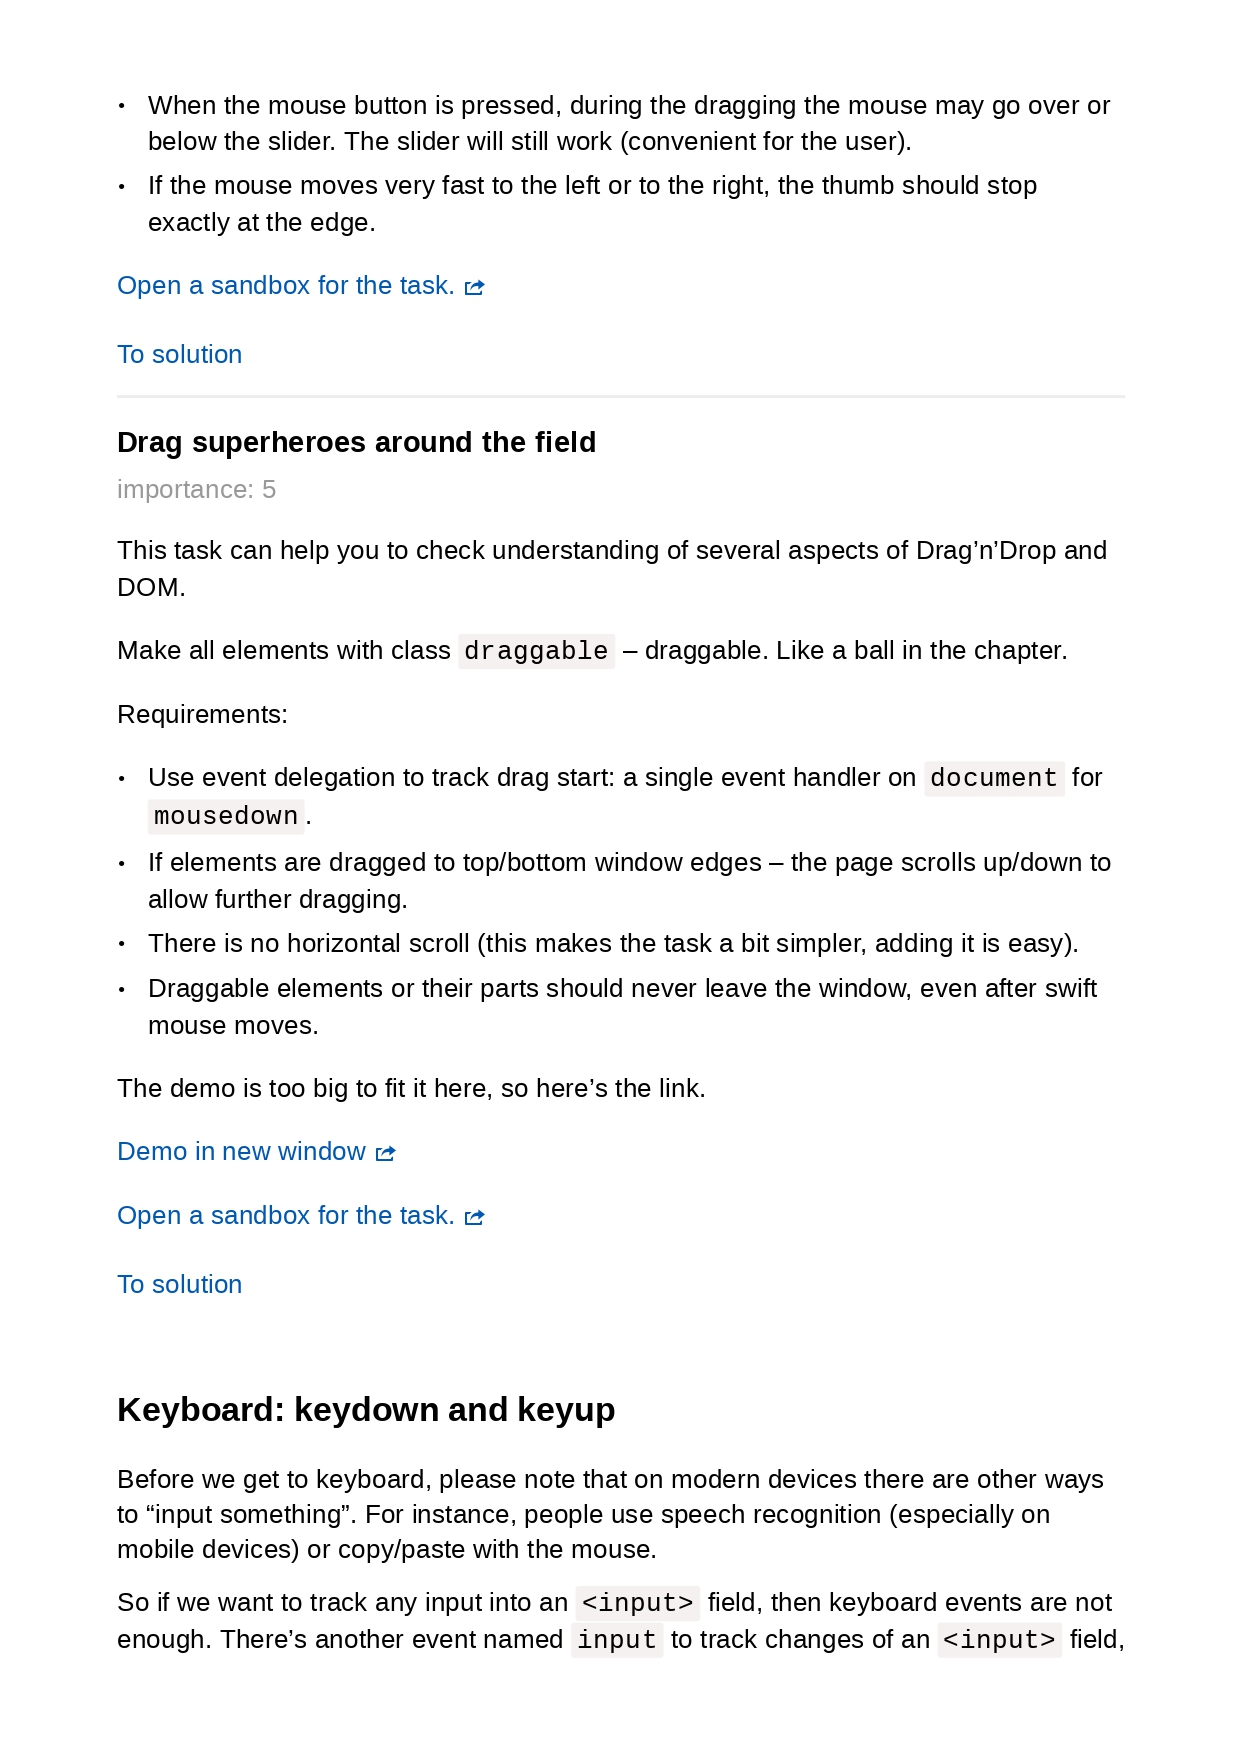 • When the mouse button is pressed, during the dragging the mouse may go over or
below the slider. The slider will still work (convenient for the user).
• If the mouse moves very fast to the left or to the right, the thumb should stop
exactly at the edge.
Open a sandbox for the task.
To solution
Drag superheroes around the field
importance: 5
This task can help you to check understanding of several aspects of Drag’n’Drop and
DOM.
Make all elements with class draggable – draggable. Like a ball in the chapter.
Requirements:
• Use event delegation to track drag start: a single event handler on document for
mousedown.
• If elements are dragged to top/bottom window edges – the page scrolls up/down to
allow further dragging.
• There is no horizontal scroll (this makes the task a bit simpler, adding it is easy).
• Draggable elements or their parts should never leave the window, even after swift
mouse moves.
The demo is too big to fit it here, so here’s the link.
Demo in new window
Open a sandbox for the task.
To solution
Keyboard: keydown and keyup
Before we get to keyboard, please note that on modern devices there are other ways
to “input something”. For instance, people use speech recognition (especially on
mobile devices) or copy/paste with the mouse.
So if we want to track any input into an <input> field, then keyboard events are not
enough. There’s another event named input to track changes of an <input> field,